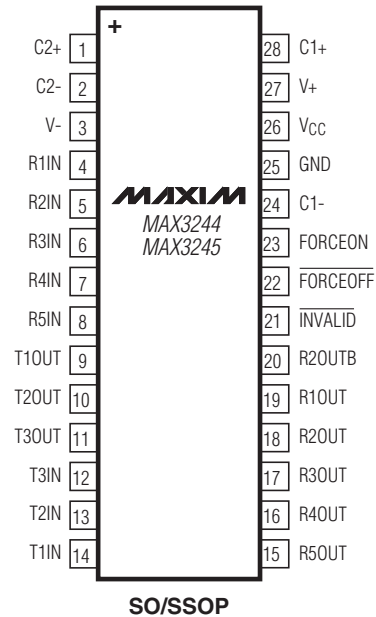 +
C2+ 1 28 C1+
C2- 2 27 V+
V- 3 26 VCC
R1IN 4 25 GND
R2IN 5 24 C1-
MAXIM
MAX3244
MAX3245
R3IN 6 23 FORCEON
R4IN 7 22 FORCEOFF
R5IN 8 21 INVALID
T1OUT 9 20 R2OUTB
T2OUT 10 19 R1OUT
T3OUT 11 18 R2OUT
T3IN 12 17 R3OUT
T2IN 13 16 R4OUT
T1IN 14 15 R5OUT
SO/SSOP